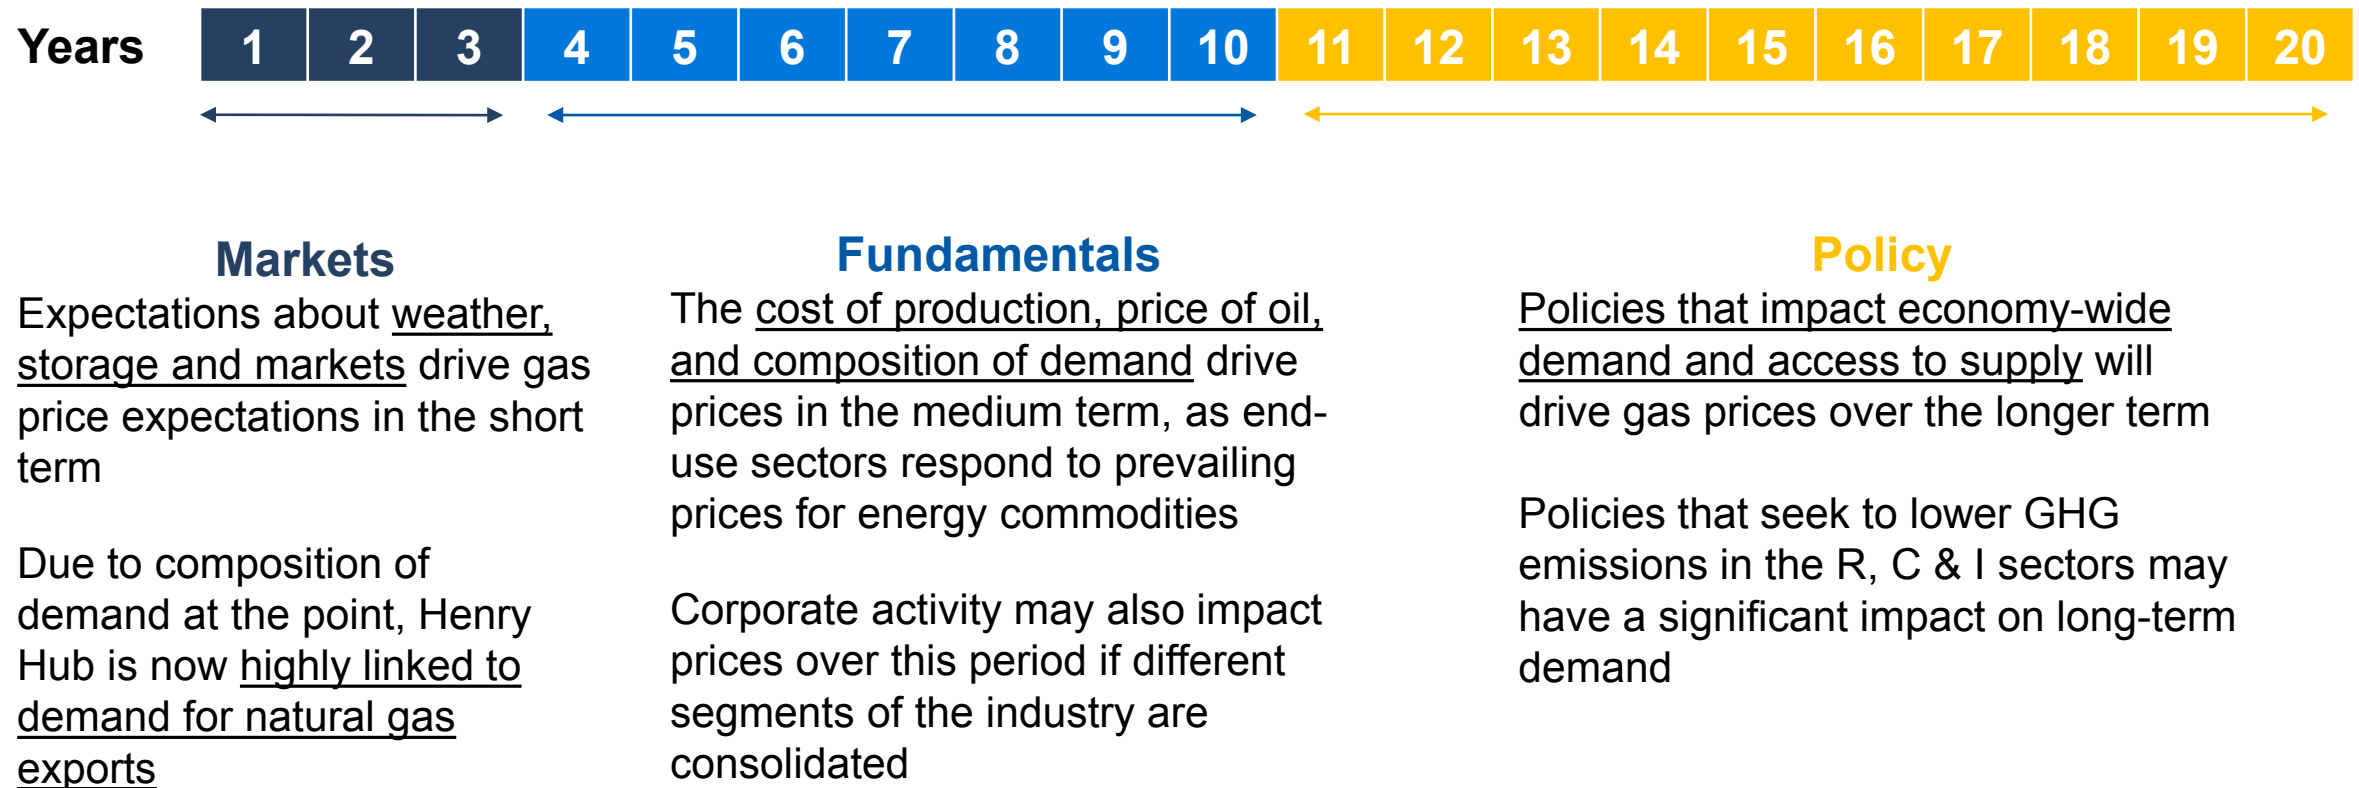 Years 1 2 3 4 5 6 7 8 9 10 11 12 13 14 15 16 17 18 19 20
Markets
Expectations about weather,
storage and markets drive gas
price expectations in the short
term
Due to composition of
demand at the point, Henry
Hub is now highly linked to
demand for natural gas
exports
Fundamentals
The cost of production, price of oil,
and composition of demand drive
prices in the medium term, as end-
use sectors respond to prevailing
prices for energy commodities
Corporate activity may also impact
prices over this period if different
segments of the industry are
consolidated
Policy
Policies that impact economy-wide
demand and access to supply will
drive gas prices over the longer term
Policies that seek to lower GHG
emissions in the R, C & I sectors may
have a significant impact on long-term
demand